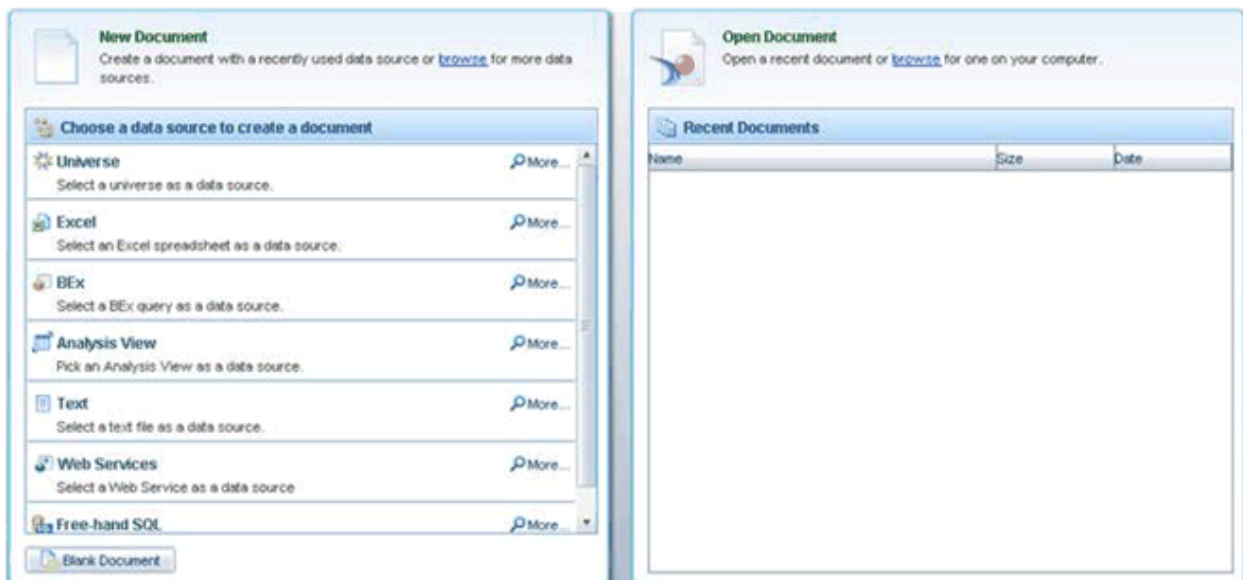 New Document
Create a document with a recently used data source or browse for more data
sources.
Choose a data source to create a document
Universe
More...
Select a universe as a data source.
Excel
More...
Select an Excel spreadsheet as a data source.
BEx
More...
Select a BEx query as a data source.
Analysis View
More...
Pick an Analysis View as a data source.
Text
More...
Select a text file as a data source.
Web Services
More...
Select a Web Service as a data source
Free-hand SQL
More...
Blank Document
Open Document
Open a recent document or browse for one on your computer.
Recent Documents
Name Size Date